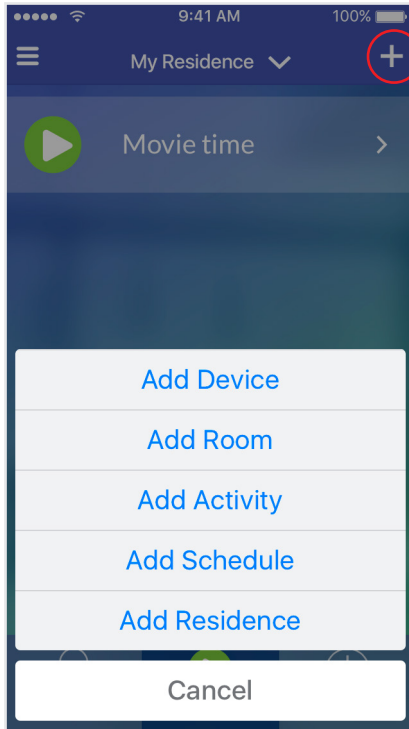 9:41 AM 100%
My Residence
Movie time
Add Device
Add Room
Add Activity
Add Schedule
Add Residence
Cancel